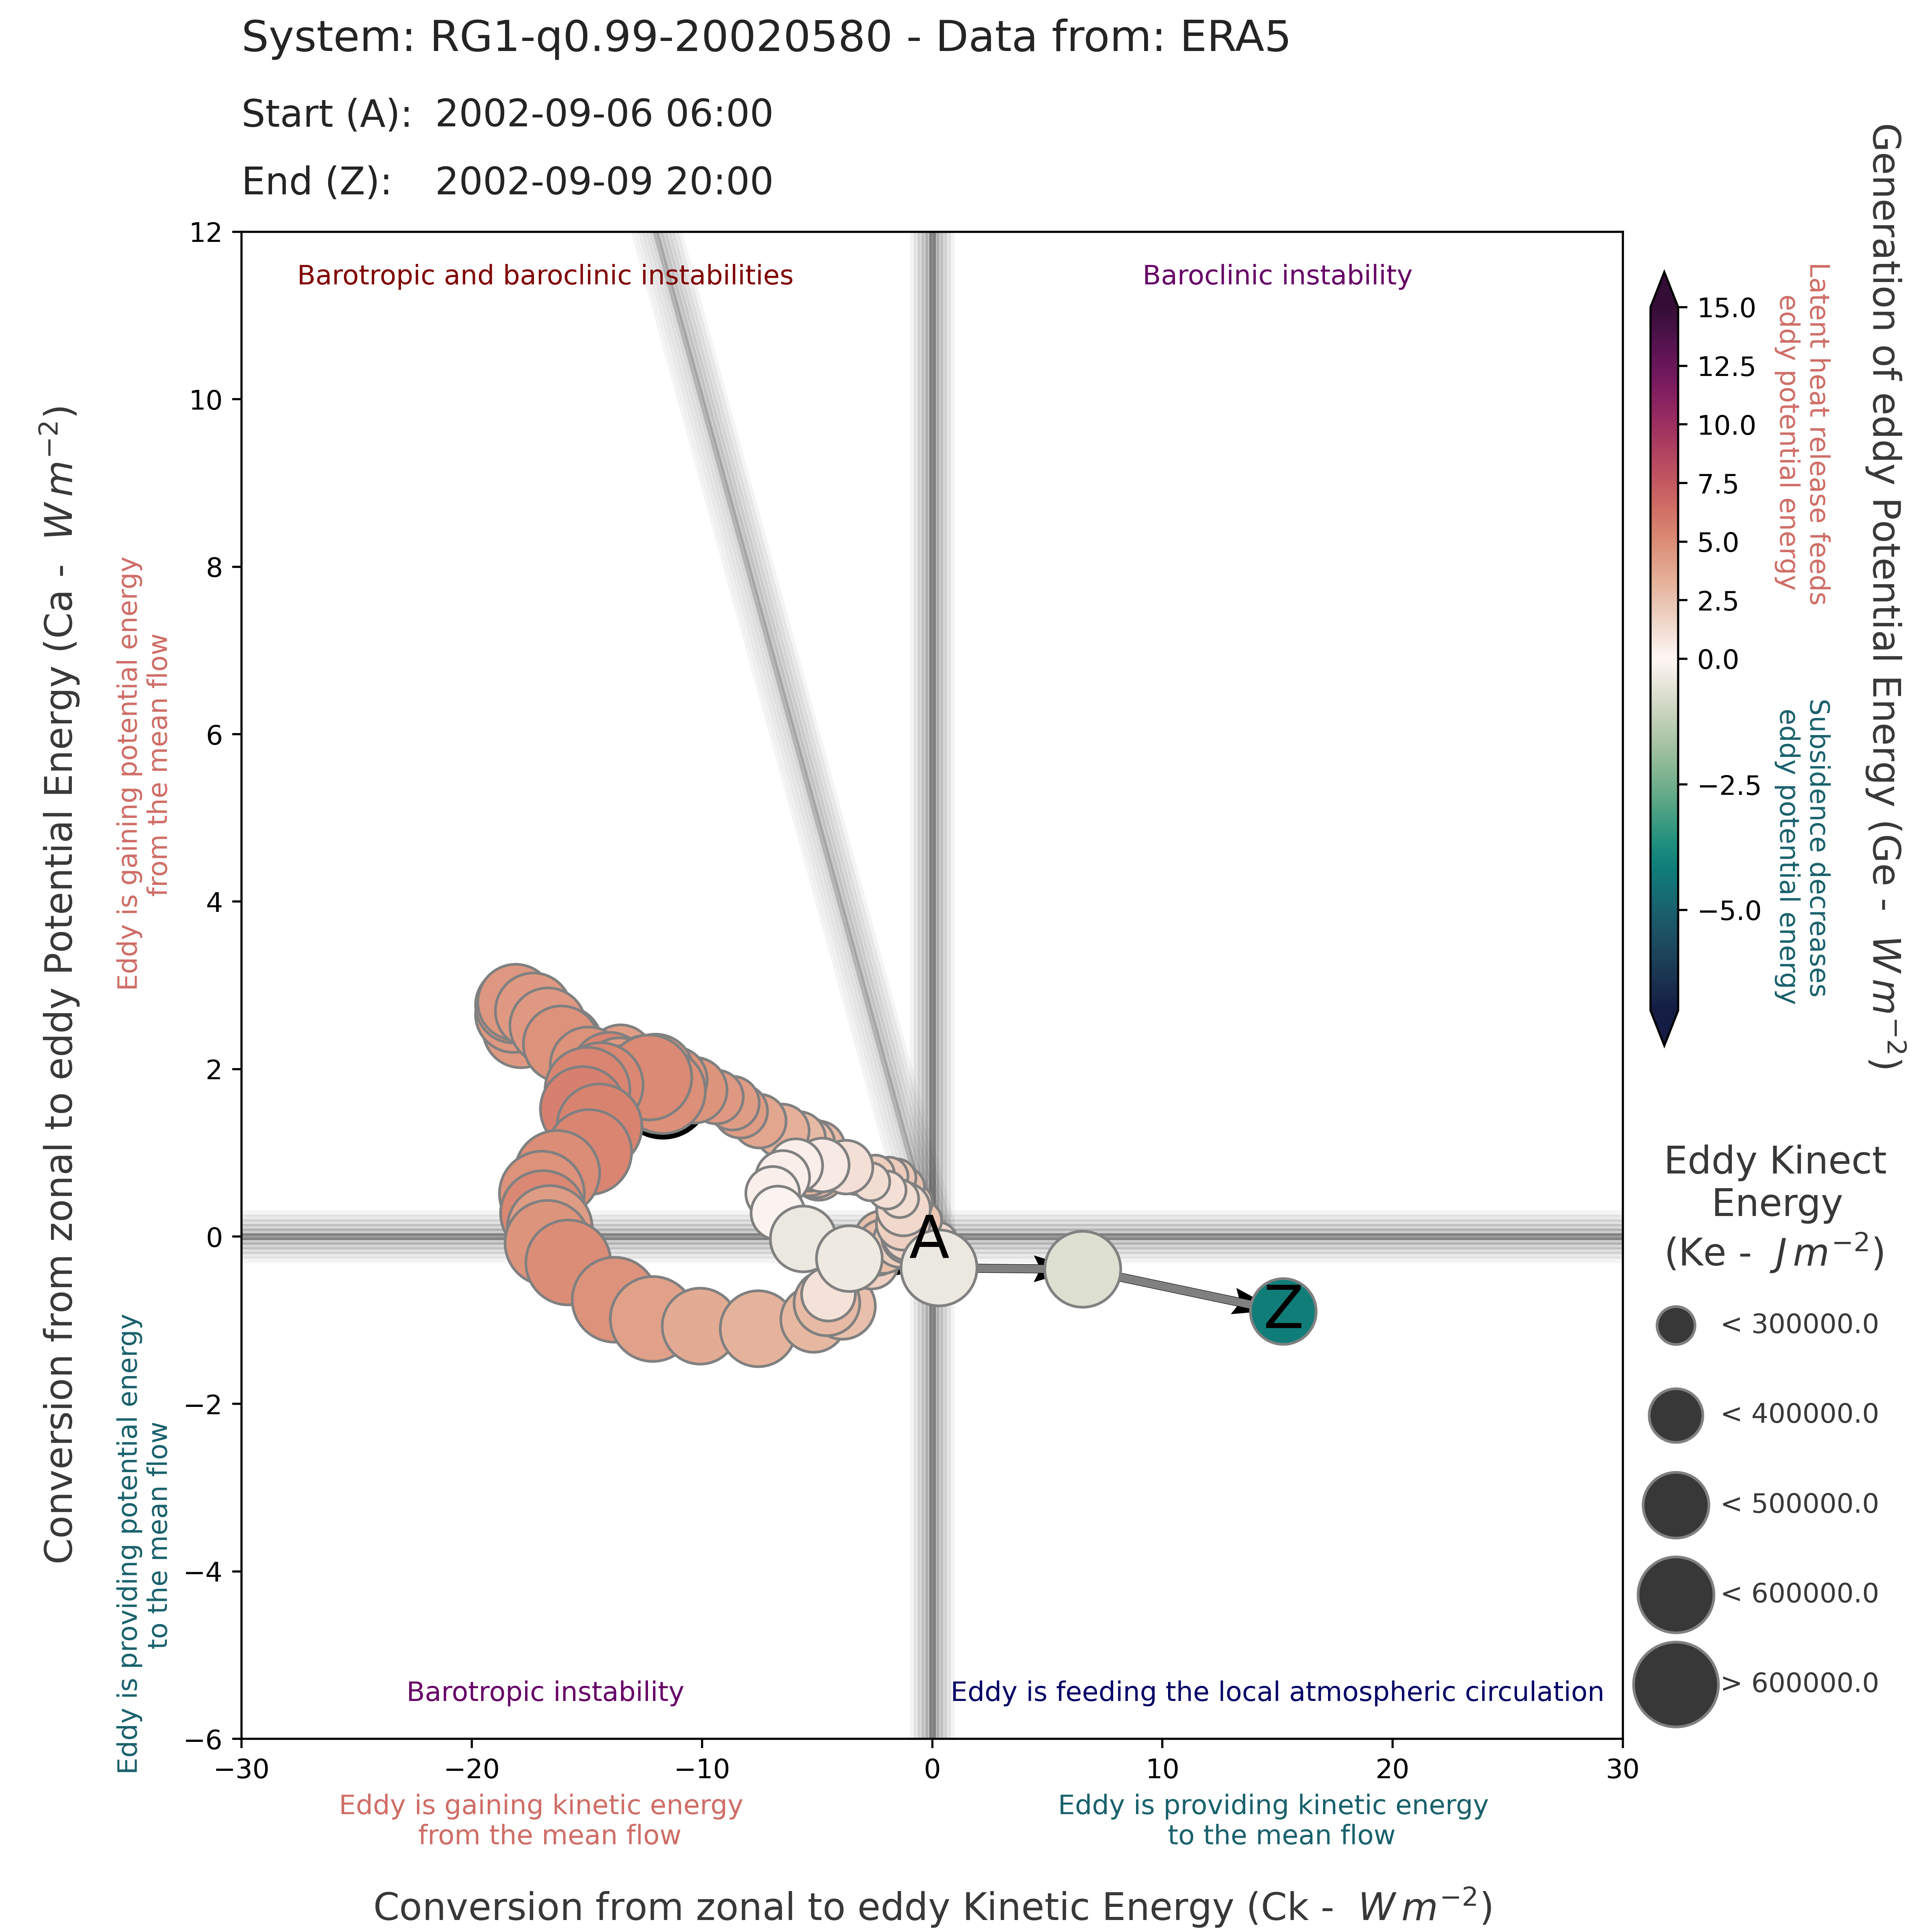 System: RG1-q0.99-20020580 - Data from: ERA5
Start (A): 2002-09-06 06:00
End (Z): 2002-09-09 20:00
Conversion from zonal to eddy Potential Energy (Ca - W m⁻²)
Eddy is gaining potential energy
from the mean flow
Eddy is providing potential energy
to the mean flow
12
10
8
6
4
2
0
−2
−4
−6
Barotropic and baroclinic instabilities
Baroclinic instability
A
Z
Barotropic instability
Eddy is feeding the local atmospheric circulation
−30
−20
−10
0
10
20
30
Eddy is gaining kinetic energy
from the mean flow
Eddy is providing kinetic energy
to the mean flow
Conversion from zonal to eddy Kinetic Energy (Ck - W m⁻²)
15.0
12.5
10.0
7.5
5.0
2.5
0.0
−2.5
−5.0
Latent heat release feeds
eddy potential energy
Subsidence decreases
eddy potential energy
Generation of eddy Potential Energy (Ge - W m⁻²)
Eddy Kinect
Energy
(Ke - J m⁻²)
< 300000.0
< 400000.0
< 500000.0
< 600000.0
> 600000.0